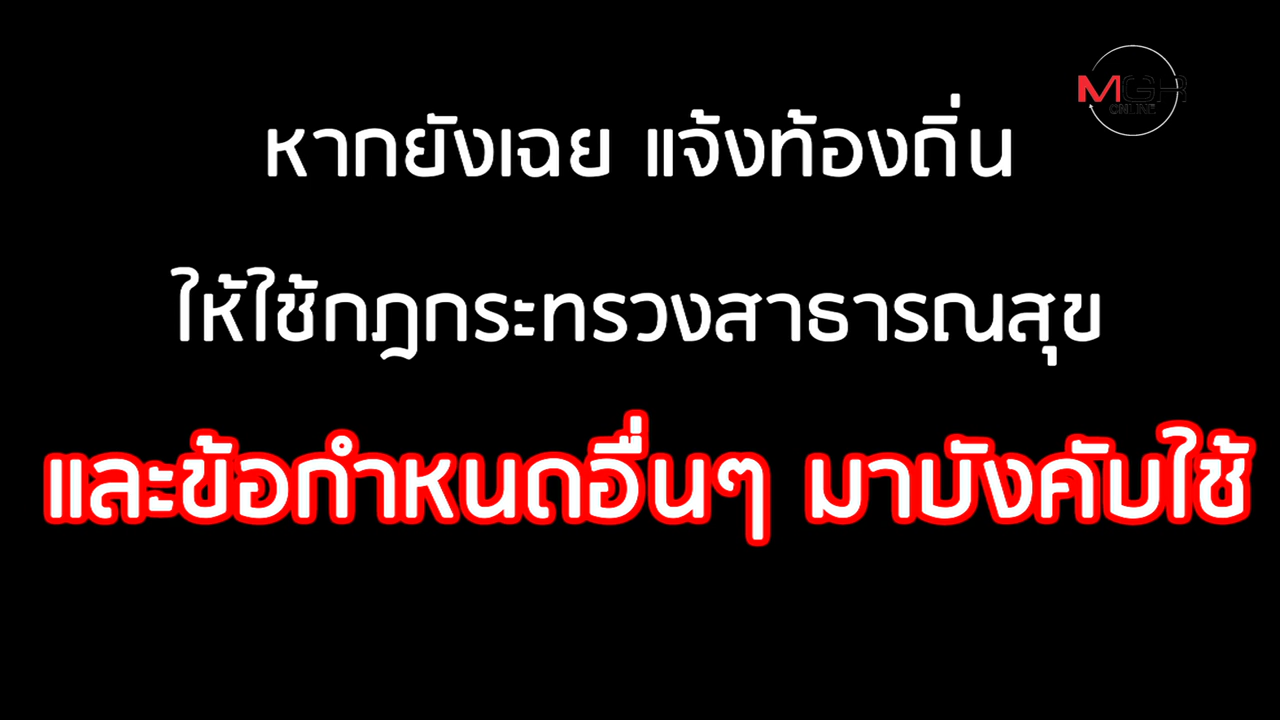 MGR
ONLINE
หากยังเฉย แจ้งท้องถิ่น
ให้ใช้กฎกระทรวงสาธารณสุข
และข้อกำหนดอื่นๆ มาบังคับใช้